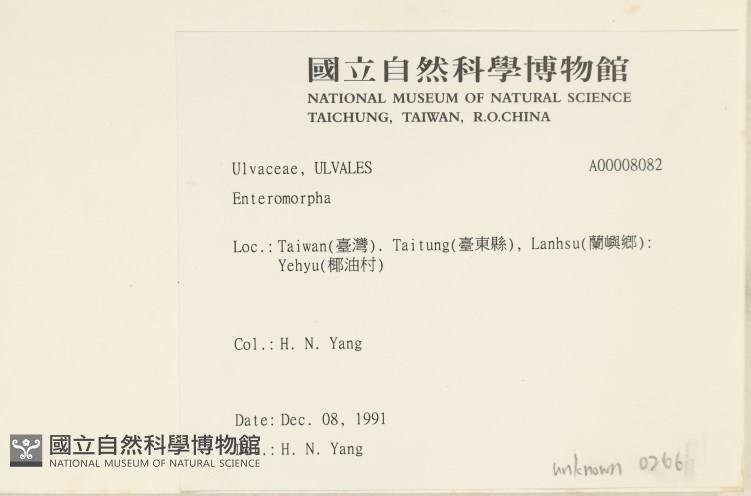 國立自然科學博物館
NATIONAL MUSEUM OF NATURAL SCIENCE
TAICHUNG, TAIWAN, R.O.CHINA
Ulvaceae, ULVALES A00008082
Enteromorpha
Loc.: Taiwan(臺灣). Taitung(臺東縣), Lanhsu(蘭嶼鄉):
Yehyu(椰油村)
Col.: H. N. Yang
Date: Dec. 08, 1991
H. N. Yang
國立自然科學博物館
NATIONAL MUSEUM OF NATURAL SCIENCE
unknown 0266